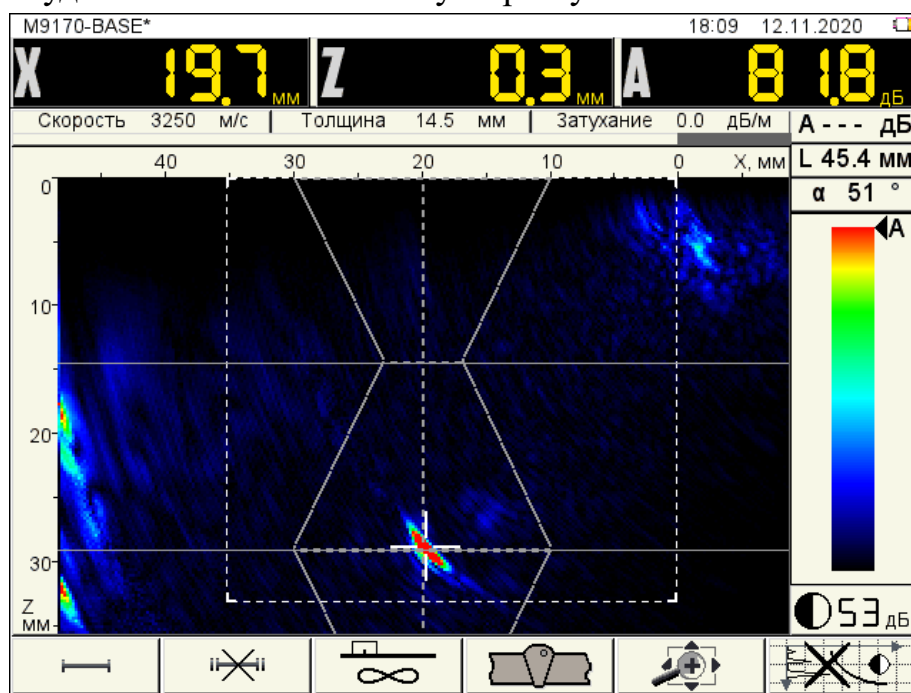 M9170-BASE* 18:09 12.11.2020
X 19.7 мм Z 0.3 мм A 81.8 дБ
Скорость 3250 м/с Толщина 14.5 мм Затухание 0.0 дБ/м A - - - дБ
40 30 20 10 0 X, мм L 45.4 мм
α 51 °
A
0
10
20
30
Z
мм
53 дБ